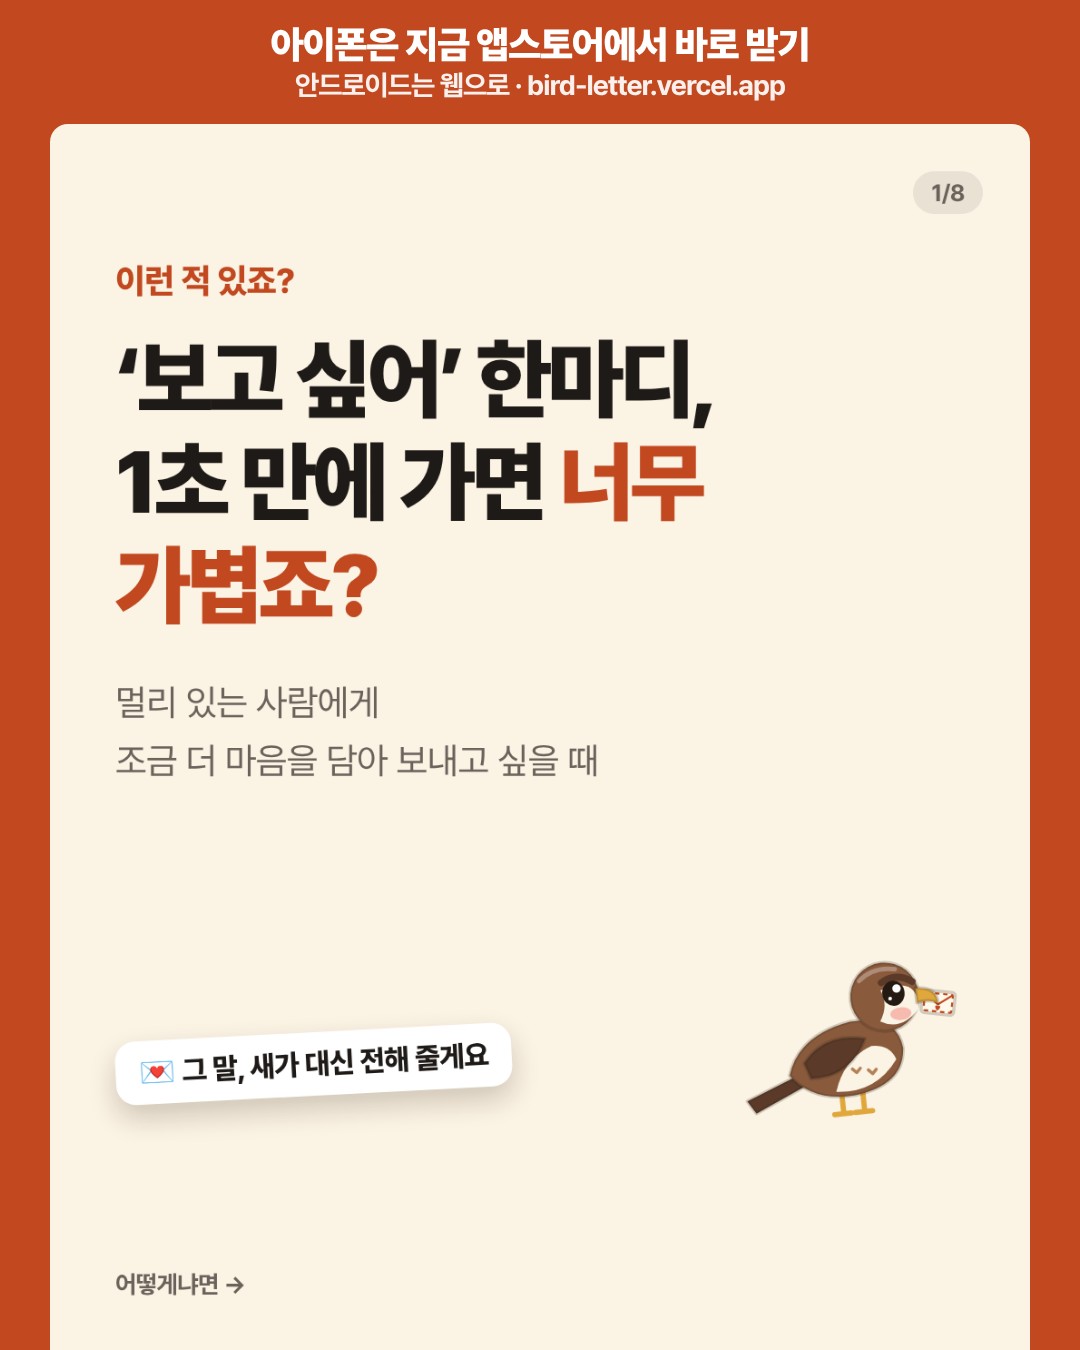 아이폰은 지금 앱스토어에서 바로 받기
안드로이드는 웹으로 · bird-letter.vercel.app
1/8
이런 적 있죠?
‘보고 싶어’ 한마디,
1초 만에 가면 너무
가볍죠?
멀리 있는 사람에게
조금 더 마음을 담아 보내고 싶을 때
💌 그 말, 새가 대신 전해 줄게요
어떻게냐면 →